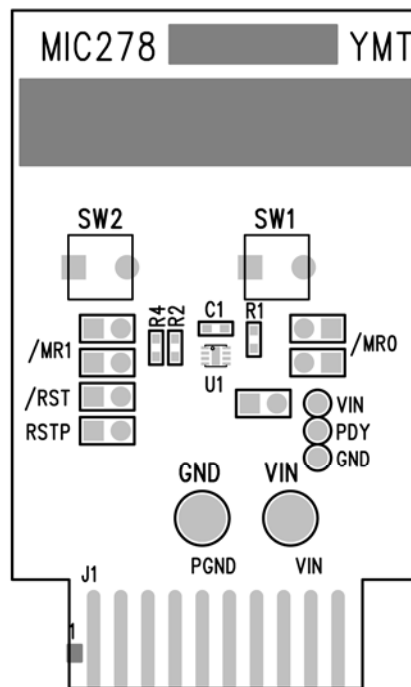 MIC278 YMT
SW2 SW1
R4 R2 C1 R1
/MR1 /MR0
U1
/RST VIN
RSTP PDY
GND
GND VIN
PGND VIN
J1
1